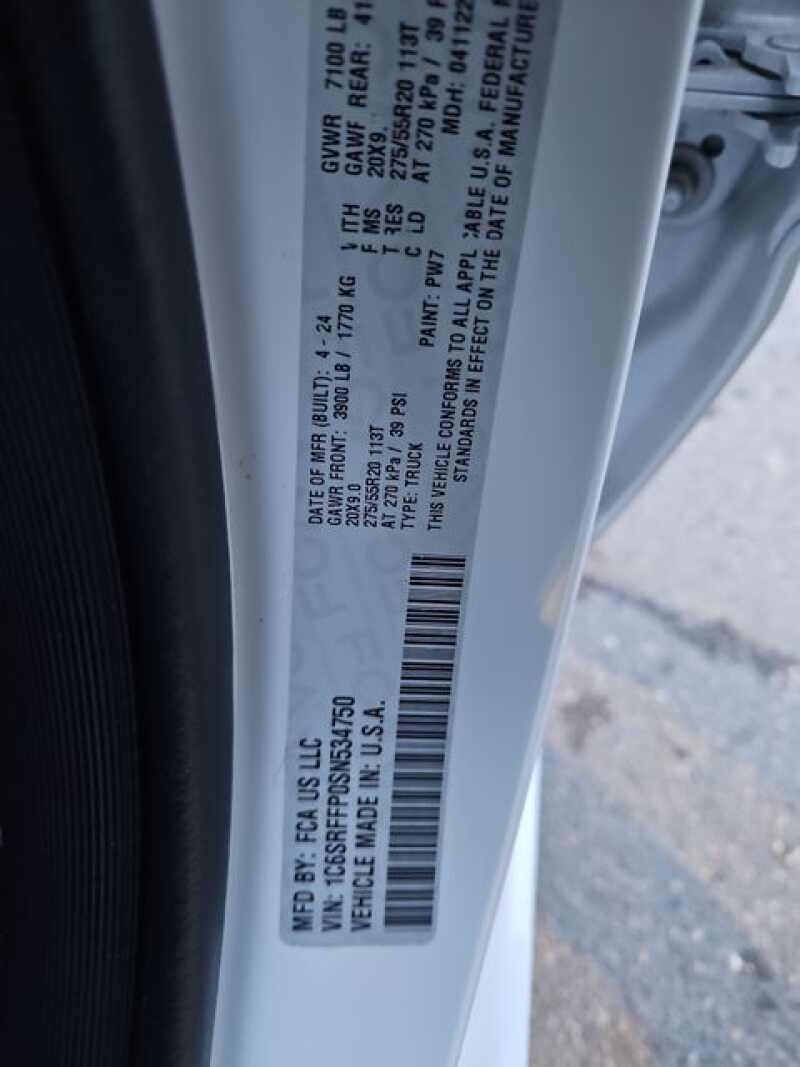 MFD BY: FCA US LLC
VIN: 1C6SRFFP0SN534750
VEHICLE MADE IN: U.S.A.
DATE OF MFR (BUILT): 4 - 24 GVWR 7100 LB
GAWR FRONT: 3900 LB / 1770 KG REAR: 41
20X9.0 20X9.
275/55R20 113T 275/55R20 113T
AT 270 kPa / 39 PSI AT 270 kPa / 39
TYPE: TRUCK PAINT: PW7 MDH: 041122
THIS VEHICLE CONFORMS TO ALL U.S.A. FEDERAL
STANDARDS IN EFFECT ON THE DATE OF MANUFACTURE